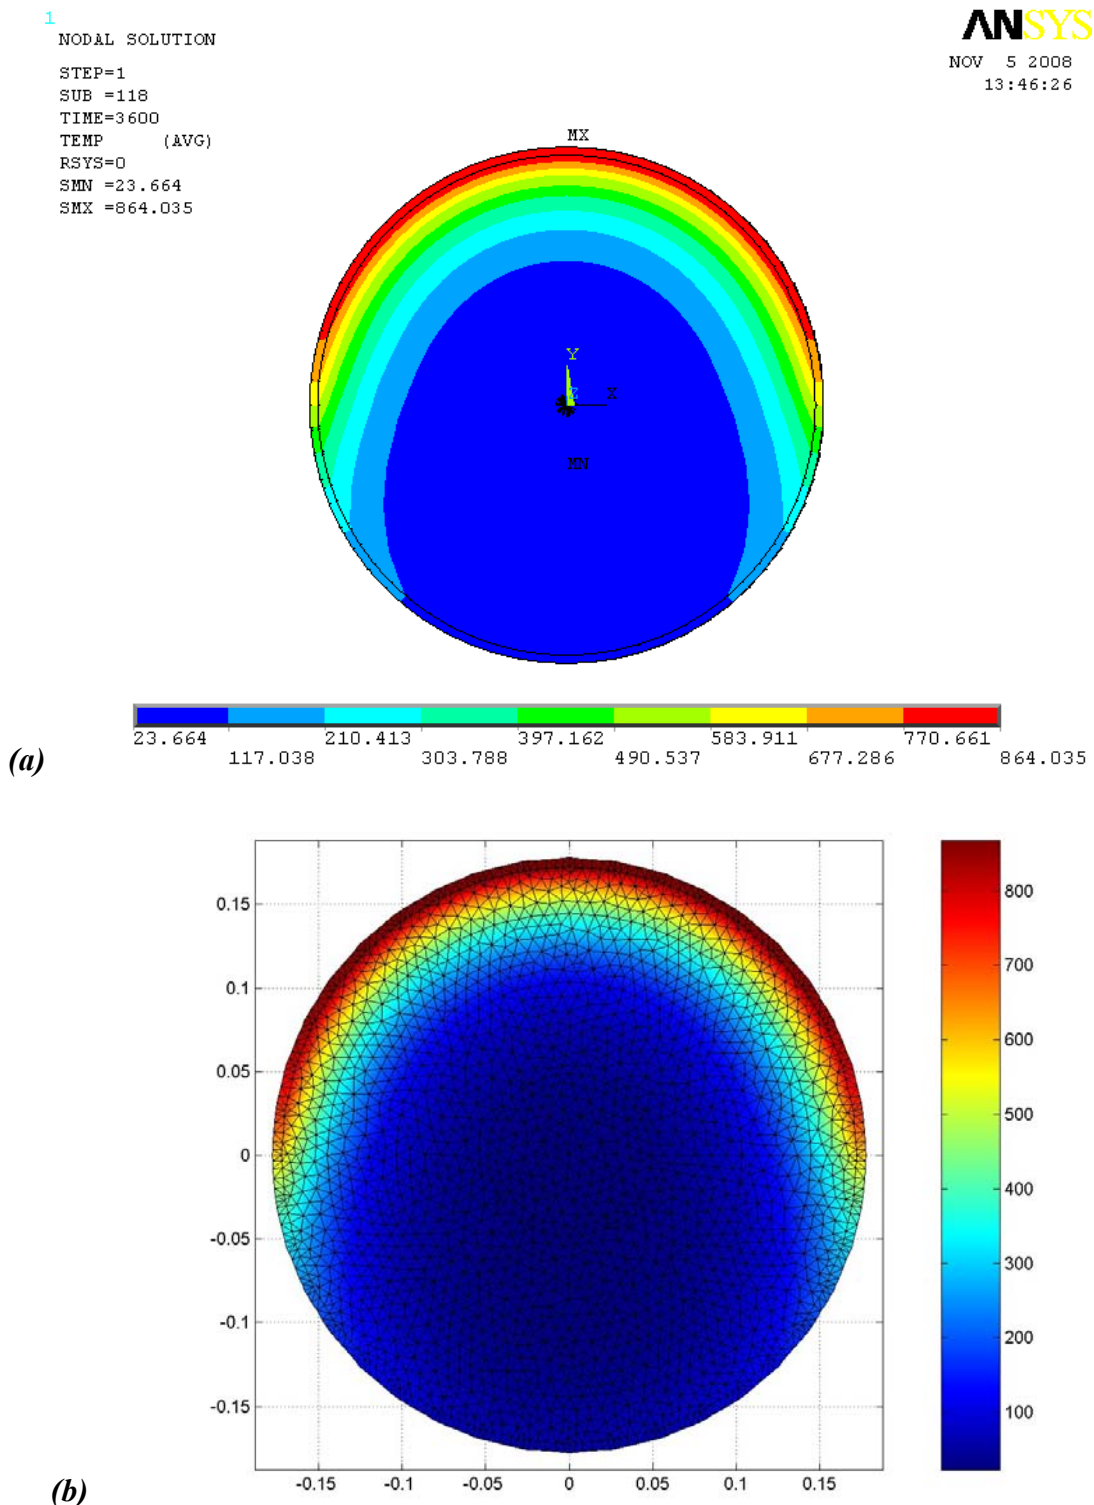 1
NODAL SOLUTION
ANSYS
NOV 5 2008
13:46:26
STEP=1
SUB =118
TIME=3600
TEMP (AVG)
RSYS=0
SMN =23.664
SMX =864.035
MX
Y
Z X
MN
23.664 210.413 397.162 583.911 770.661
117.038 303.788 490.537 677.286 864.035
(a)
0.15
0.1
0.05
0
-0.05
-0.1
-0.15
-0.15 -0.1 -0.05 0 0.05 0.1 0.15
800
700
600
500
400
300
200
100
(b)